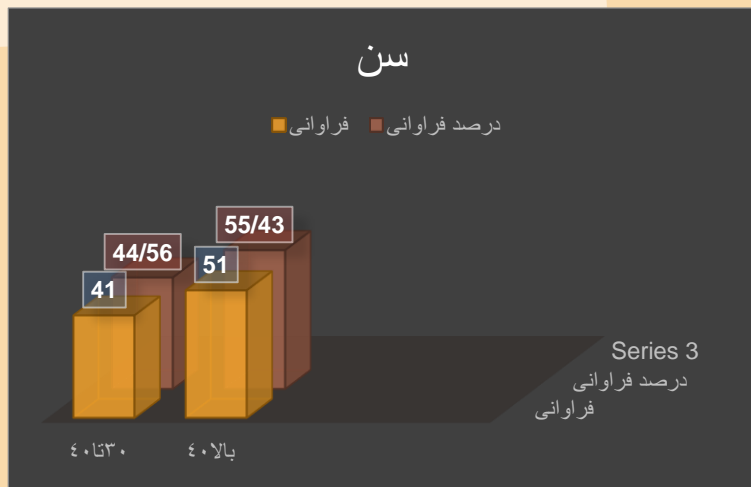 سن
فراوانی درصد فراوانی
55/43
44/56
51
41
Series 3
درصد فراوانی
فراوانی
۳۰تا۴۰ بالا۴۰